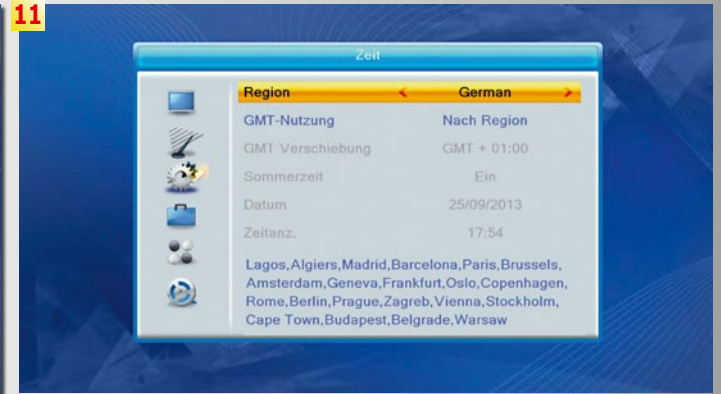 11
Zeit
Region < German >
GMT-Nutzung Nach Region
GMT Verschiebung GMT + 01:00
Sommerzeit Ein
Datum 25/09/2013
Zeitanz. 17:54
Lagos,Algiers,Madrid,Barcelona,Paris,Brussels,
Amsterdam,Geneva,Frankfurt,Oslo,Copenhagen,
Rome,Berlin,Prague,Zagreb,Vienna,Stockholm,
Cape Town,Budapest,Belgrade,Warsaw